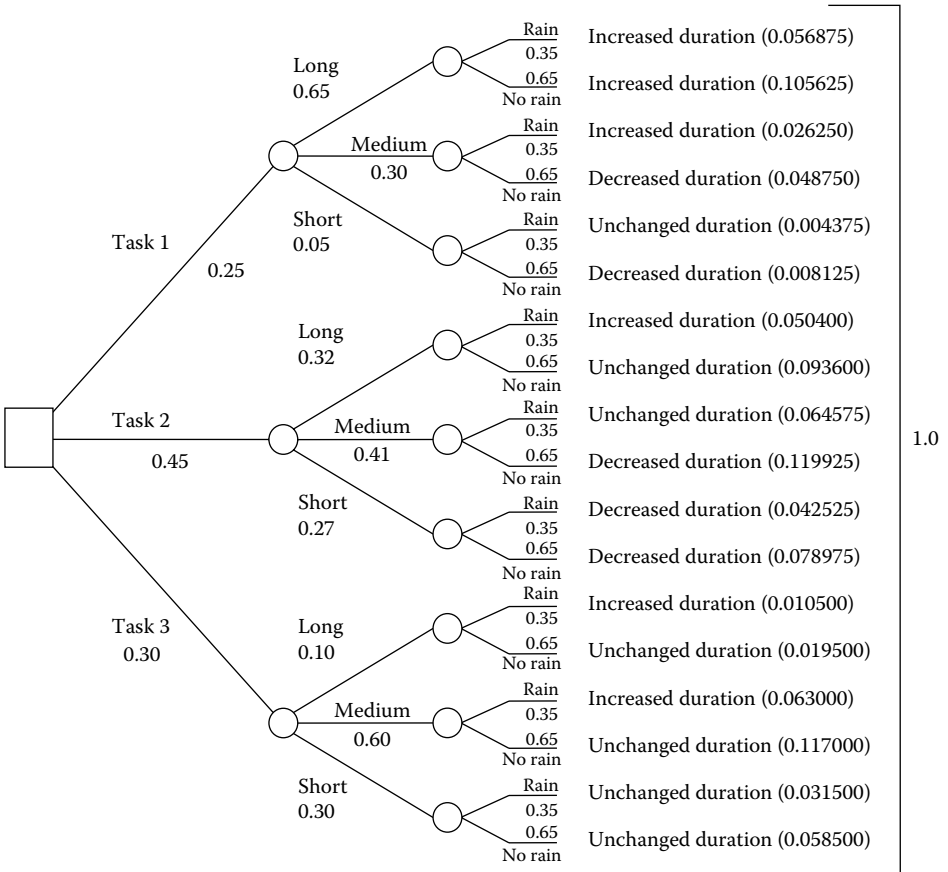 Rain
Increased duration (0.056875)
0.35
Long
0.65
0.65
Increased duration (0.105625)
No rain
Rain
Increased duration (0.026250)
Medium
0.35
0.30
0.65
Decreased duration (0.048750)
No rain
Short
0.05
Rain
Unchanged duration (0.004375)
0.35
Task 1
0.25
0.65
Decreased duration (0.008125)
No rain
Rain
Increased duration (0.050400)
Long
0.32
0.35
0.65
Unchanged duration (0.093600)
No rain
Rain
Unchanged duration (0.064575)
Task 2
Medium
0.35
1.0
0.45
0.41
0.65
Decreased duration (0.119925)
No rain
Short
0.27
Rain
Decreased duration (0.042525)
0.35
0.65
Decreased duration (0.078975)
No rain
Rain
Increased duration (0.010500)
0.35
Task 3
0.30
Long
0.10
0.65
Unchanged duration (0.019500)
No rain
Rain
Increased duration (0.063000)
Medium
0.35
0.60
0.65
Unchanged duration (0.117000)
No rain
Short
0.30
Rain
Unchanged duration (0.031500)
0.35
0.65
Unchanged duration (0.058500)
No rain